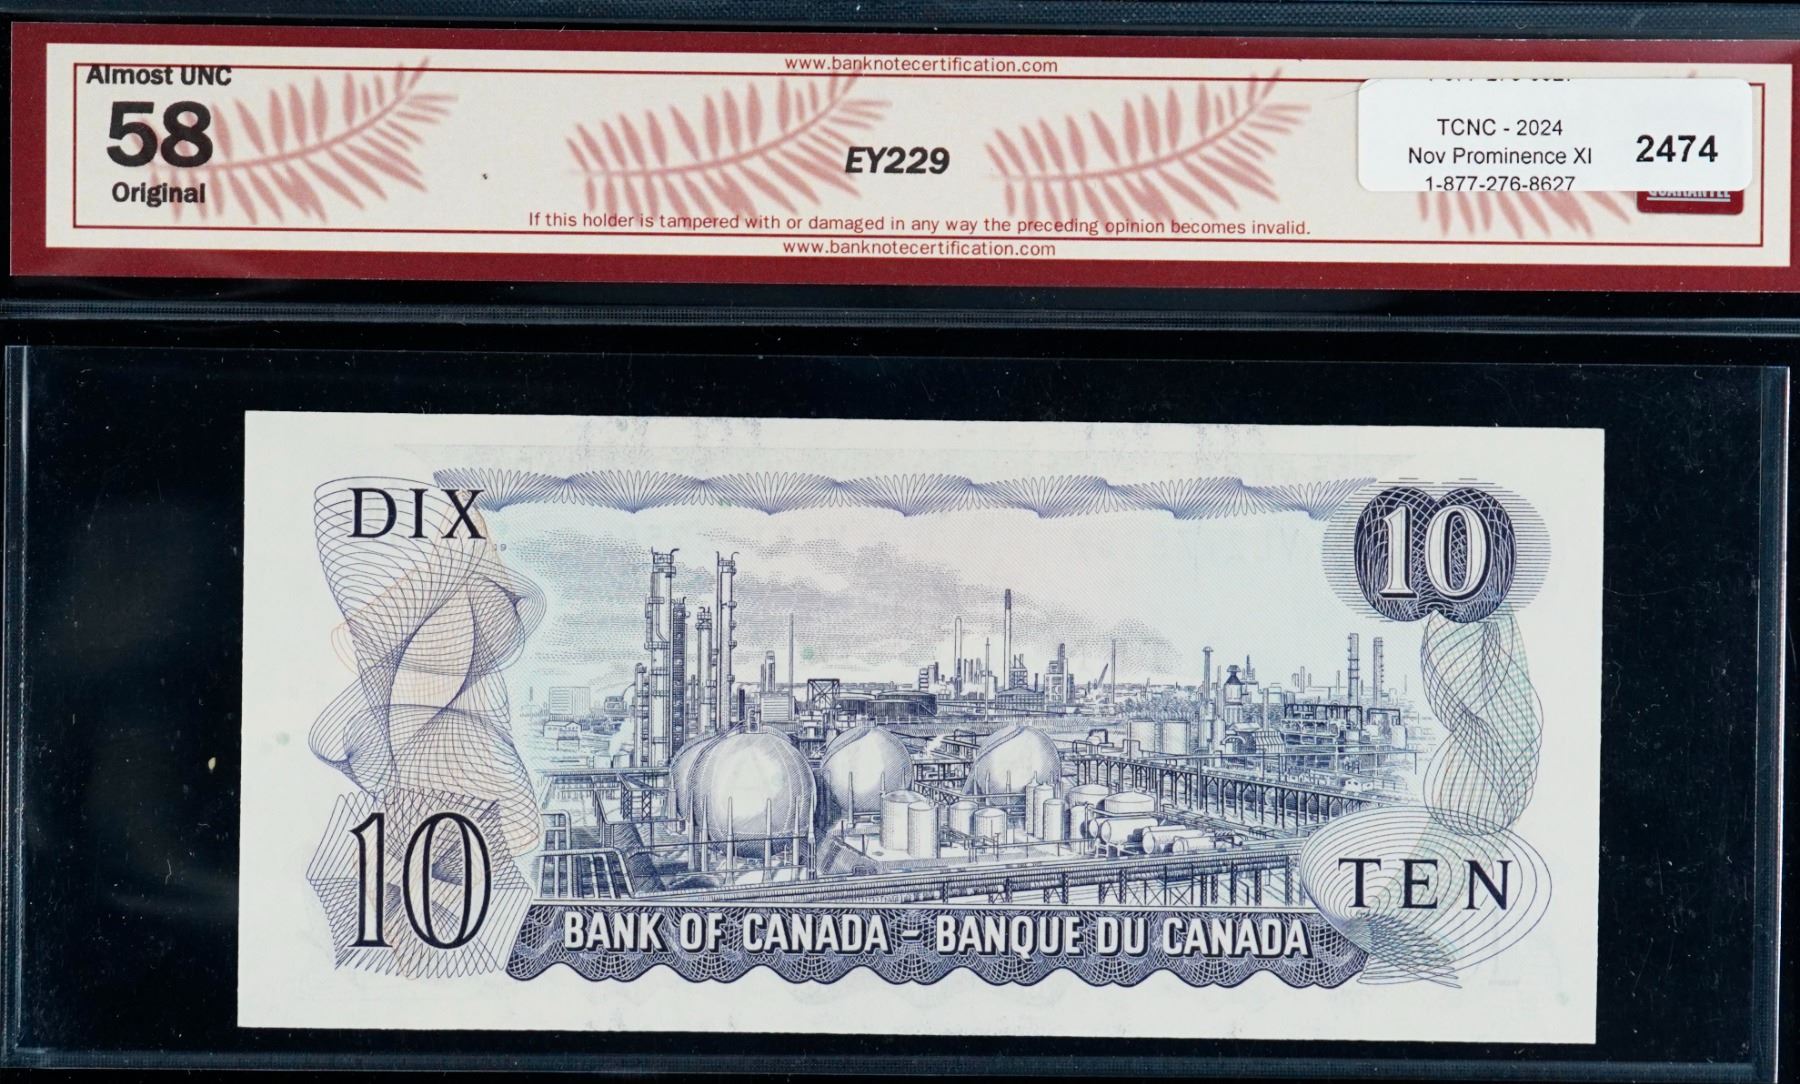 www.banknotecertification.com
Almost UNC
58
Original
EY229
TCNC - 2024
Nov Prominence XI
1-877-276-8627
2474
GUARANTEE
If this holder is tampered with or damaged in any way the preceding opinion becomes invalid.
www.banknotecertification.com
DIX
10
19
10
TEN
BANK OF CANADA - BANQUE DU CANADA